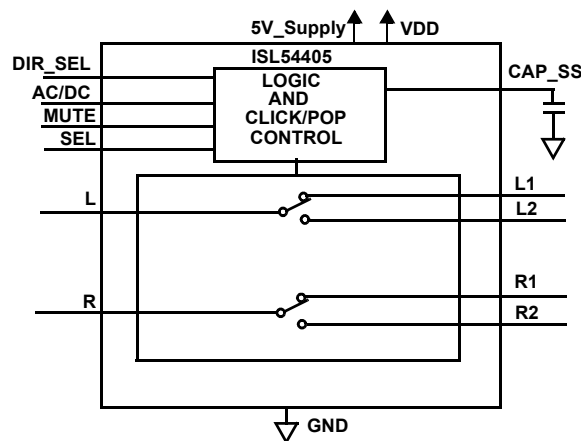 5V_Supply
VDD
ISL54405
DIR_SEL
AC/DC
MUTE
SEL
LOGIC
AND
CLICK/POP
CONTROL
CAP_SS
L
L1
L2
R
R1
R2
GND